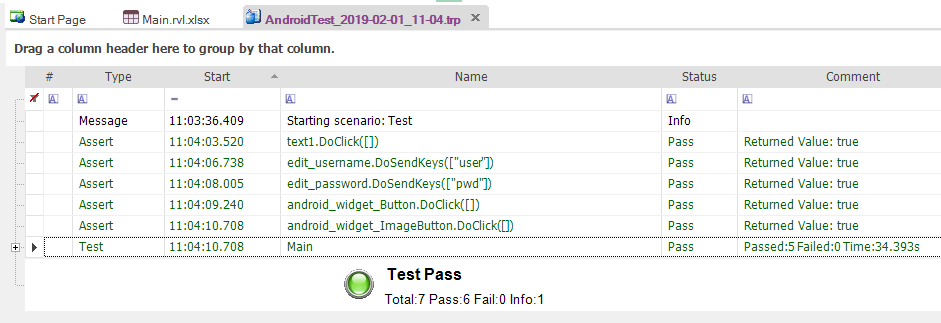 Start Page Main.rvl.xlsx AndroidTest_2019-02-01_11-04.trp
Drag a column header here to group by that column.
# Type Start Name Status Comment
Message 11:03:36.409 Starting scenario: Test Info
Assert 11:04:03.520 text1.DoClick([]) Pass Returned Value: true
Assert 11:04:06.738 edit_username.DoSendKeys(["user"]) Pass Returned Value: true
Assert 11:04:08.005 edit_password.DoSendKeys(["pwd"]) Pass Returned Value: true
Assert 11:04:09.240 android_widget_Button.DoClick([]) Pass Returned Value: true
Assert 11:04:10.708 android_widget_ImageButton.DoClick([]) Pass Returned Value: true
Test 11:04:10.708 Main Pass Passed:5 Failed:0 Time:34.393s
Test Pass
Total:7 Pass:6 Fail:0 Info:1